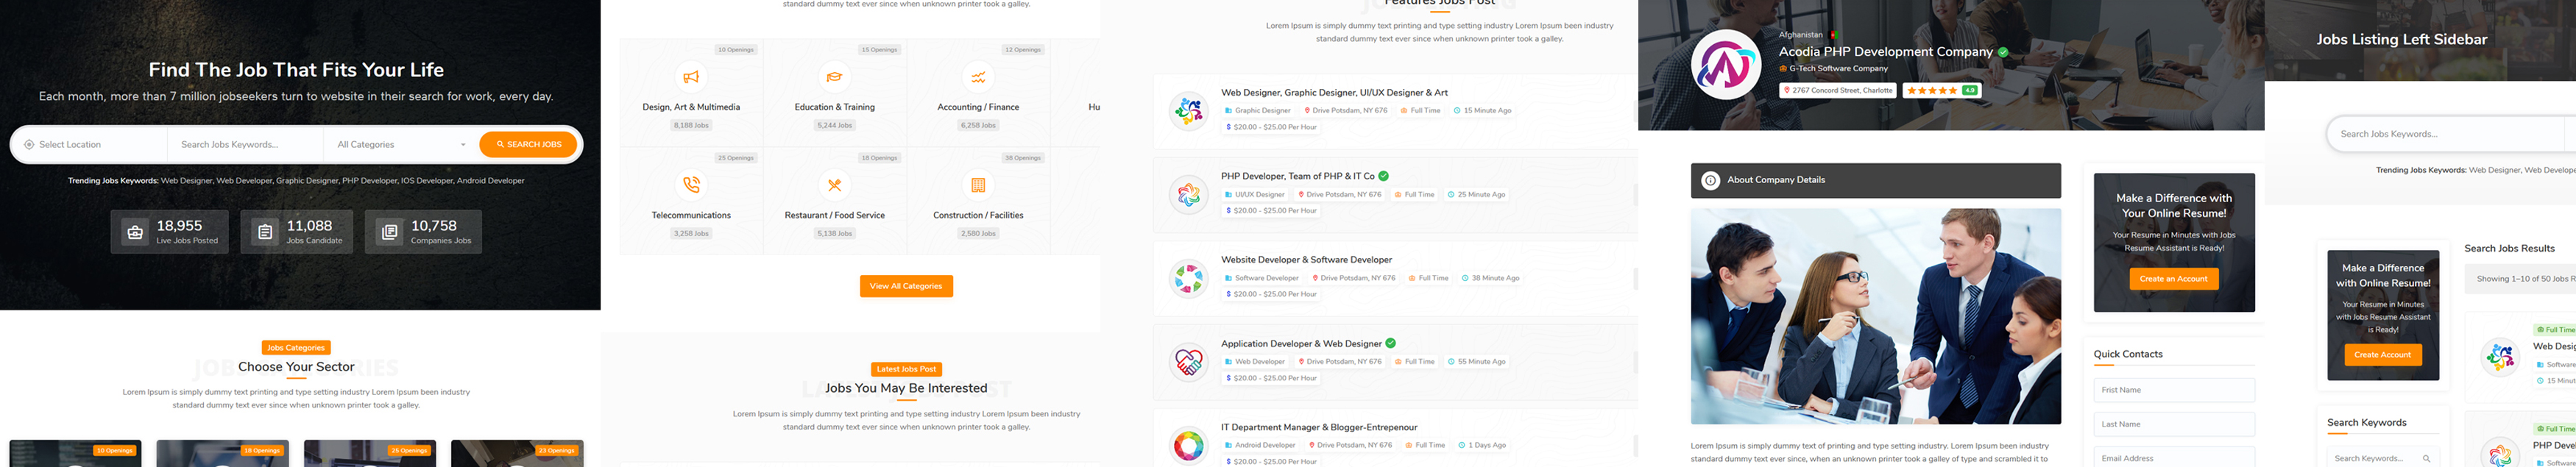 Find The Job That Fits Your Life
Each month, more than 7 million jobseekers turn to website in their search for work, every day.
Select Location
Search Jobs Keywords...
All Categories
SEARCH JOBS
Trending Jobs Keywords: Web Designer, Web Developer, Graphic Designer, PHP Developer, IOS Developer, Android Developer
18,955
Live Jobs Posted
11,088
Jobs Candidate
10,758
Companies Jobs
Jobs Categories
Choose Your Sector
Lorem Ipsum is simply dummy text printing and type setting industry Lorem Ipsum been industry
standard dummy text ever since when unknown printer took a galley.
10 Openings
18 Openings
25 Openings
23 Openings
standard dummy text ever since when unknown printer took a galley.
10 Openings
Design, Art & Multimedia
8,188 Jobs
15 Openings
Education & Training
5,244 Jobs
12 Openings
Accounting / Finance
6,258 Jobs
Hu
25 Openings
Telecommunications
3,258 Jobs
18 Openings
Restaurant / Food Service
5,138 Jobs
38 Openings
Construction / Facilities
2,580 Jobs
View All Categories
Latest Jobs Post
Jobs You May Be Interested
Lorem Ipsum is simply dummy text printing and type setting industry Lorem Ipsum been industry
standard dummy text ever since when unknown printer took a galley.
Features Jobs Post
Lorem Ipsum is simply dummy text printing and type setting industry Lorem Ipsum been industry
standard dummy text ever since when unknown printer took a galley.
Web Designer, Graphic Designer, UI/UX Designer & Art
Graphic Designer Drive Potsdam, NY 676 Full Time 15 Minute Ago
$20.00 - $25.00 Per Hour
PHP Developer, Team of PHP & IT Co
UI/UX Designer Drive Potsdam, NY 676 Full Time 25 Minute Ago
$20.00 - $25.00 Per Hour
Website Developer & Software Developer
Software Developer Drive Potsdam, NY 676 Full Time 38 Minute Ago
$20.00 - $25.00 Per Hour
Application Developer & Web Designer
Web Developer Drive Potsdam, NY 676 Full Time 55 Minute Ago
$20.00 - $25.00 Per Hour
IT Department Manager & Blogger-Entrepenour
Android Developer Drive Potsdam, NY 676 Full Time 1 Days Ago
$20.00 - $25.00 Per Hour
Afghanistan
Acodia PHP Development Company
G-Tech Software Company
2767 Concord Street, Charlotte
4.9
About Company Details
Lorem Ipsum is simply dummy text of printing and type setting industry. Lorem Ipsum been industry
standard dummy text ever since, when an unknown printer took a galley of type and scrambled it to
Make a Difference with
Your Online Resume!
Your Resume in Minutes with Jobs
Resume Assistant is Ready!
Create an Account
Quick Contacts
Frist Name
Last Name
Email Address
Jobs Listing Left Sidebar
Search Jobs Keywords...
Trending Jobs Keywords: Web Designer, Web Develope
Make a Difference
with Online Resume!
Your Resume in Minutes
with Jobs Resume Assistant
is Ready!
Create Account
Search Keywords
Search Keywords...
Search Jobs Results
Showing 1–10 of 50 Jobs R
Full Time
Web Desig
Software
15 Minut
Full Time
PHP Deve
Software